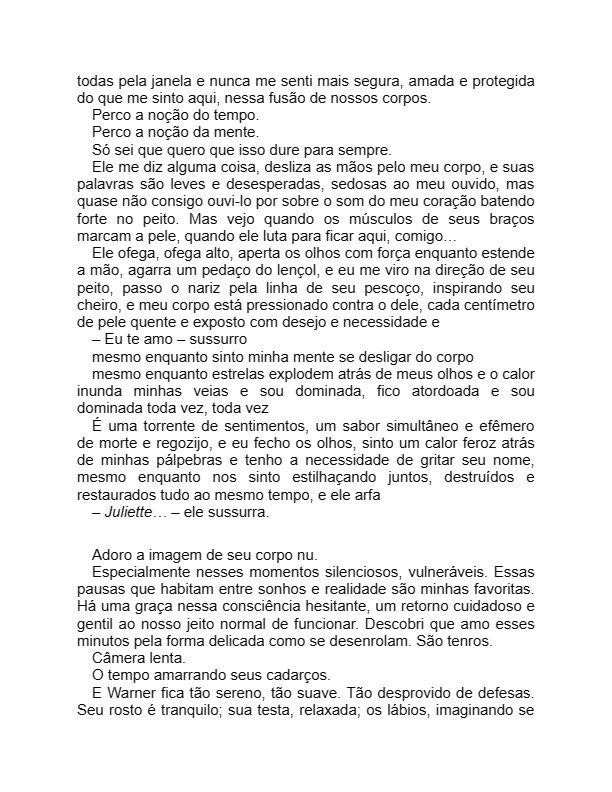 todas pela janela e nunca me senti mais segura, amada e protegida
do que me sinto aqui, nessa fusão de nossos corpos.
Perco a noção do tempo.
Perco a noção da mente.
Só sei que quero que isso dure para sempre.
Ele me diz alguma coisa, desliza as mãos pelo meu corpo, e suas
palavras são leves e desesperadas, sedosas ao meu ouvido, mas
quase não consigo ouvi-lo por sobre o som do meu coração batendo
forte no peito. Mas vejo quando os músculos de seus braços
marcam a pele, quando ele luta para ficar aqui, comigo…
Ele ofega, ofega alto, aperta os olhos com força enquanto estende
a mão, agarra um pedaço do lençol, e eu me viro na direção de seu
peito, passo o nariz pela linha de seu pescoço, inspirando seu
cheiro, e meu corpo está pressionado contra o dele, cada centímetro
de pele quente e exposto com desejo e necessidade e
– Eu te amo – sussurro
mesmo enquanto sinto minha mente se desligar do corpo
mesmo enquanto estrelas explodem atrás de meus olhos e o calor
inunda minhas veias e sou dominada, fico atordoada e sou
dominada toda vez, toda vez
É uma torrente de sentimentos, um sabor simultâneo e efêmero
de morte e regozijo, e eu fecho os olhos, sinto um calor feroz atrás
de minhas pálpebras e tenho a necessidade de gritar seu nome,
mesmo enquanto nos sinto estilhaçando juntos, destruídos e
restaurados tudo ao mesmo tempo, e ele arfa
– Juliette… – ele sussurra.
Adoro a imagem de seu corpo nu.
Especialmente nesses momentos silenciosos, vulneráveis. Essas
pausas que habitam entre sonhos e realidade são minhas favoritas.
Há uma graça nessa consciência hesitante, um retorno cuidadoso e
gentil ao nosso jeito normal de funcionar. Descobri que amo esses
minutos pela forma delicada como se desenrolam. São tenros.
Câmera lenta.
O tempo amarrando seus cadarços.
E Warner fica tão sereno, tão suave. Tão desprovido de defesas.
Seu rosto é tranquilo; sua testa, relaxada; os lábios, imaginando se